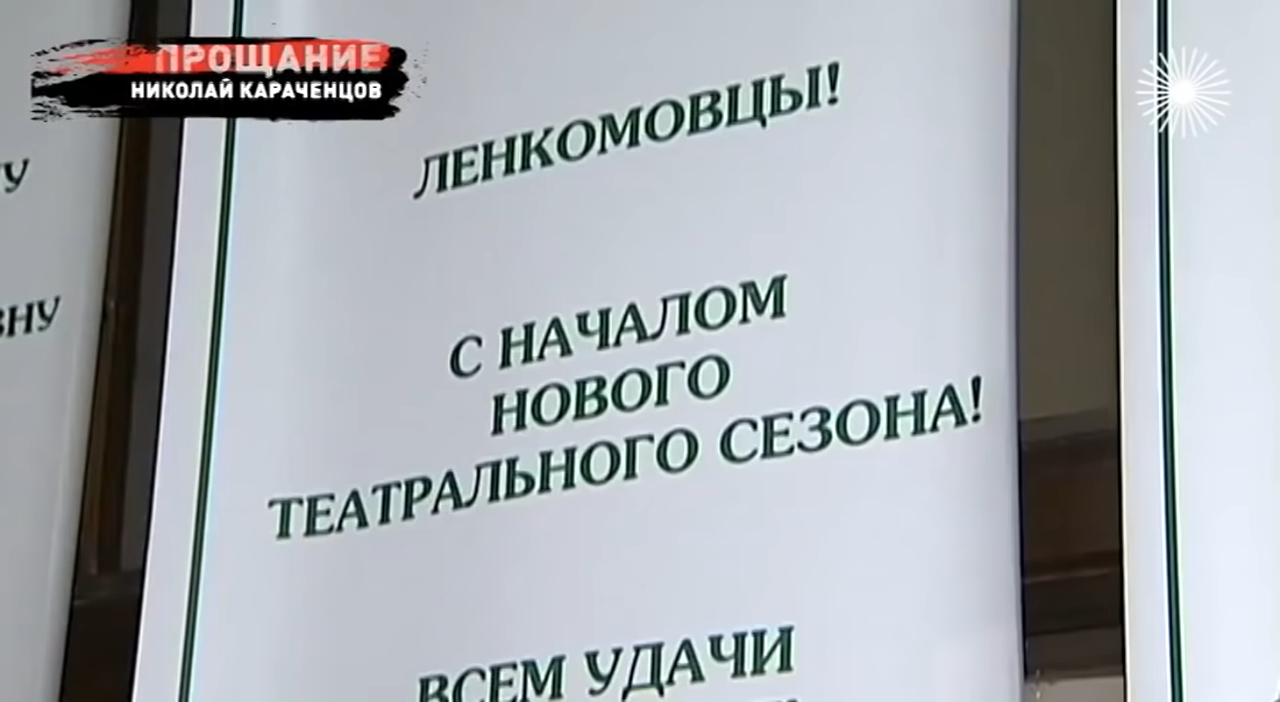 ПРОЩАНИЕ
НИКОЛАЙ КАРАЧЕНЦОВ
ЛЕНКОМОВЦЫ!
С НАЧАЛОМ
НОВОГО
ТЕАТРАЛЬНОГО СЕЗОНА!
ВСЕМ УДАЧИ